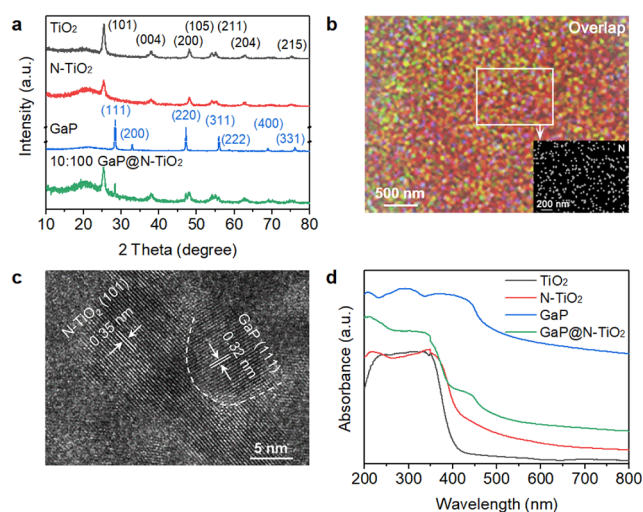 a
TiO2
(101)
(004)
(105)
(200)
(211)
(204)
(215)
N-TiO2
(111)
(200)
(220)
(311)
(222)
(400)
(331)
GaP
10:100 GaP@N-TiO2
Intensity (a.u.)
10 20 30 40 50 60 70 80
2 Theta (degree)
b
Overlap
500 nm
N
200 nm
c
N-TiO2 (101)
0.35 nm
GaP (111)
0.32 nm
5 nm
d
TiO2
N-TiO2
GaP
GaP@N-TiO2
Absorbance (a.u.)
200 300 400 500 600 700 800
Wavelength (nm)